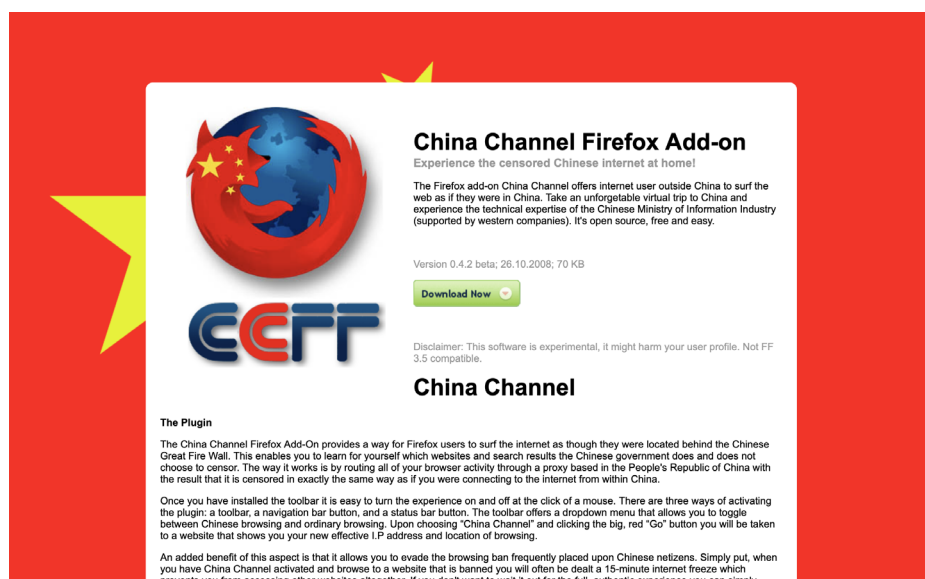 China Channel Firefox Add-on
Experience the censored Chinese internet at home!
The Firefox add-on China Channel offers internet user outside China to surf the
web as if they were in China. Take an unforgetable virtual trip to China and
experience the technical expertise of the Chinese Ministry of Information Industry
(supported by western companies). It's open source, free and easy.
Version 0.4.2 beta; 26.10.2008; 70 KB
Download Now
CCFF
Disclaimer: This software is experimental, it might harm your user profile. Not FF
3.5 compatible.
China Channel
The Plugin
The China Channel Firefox Add-On provides a way for Firefox users to surf the internet as though they were located behind the Chinese
Great Fire Wall. This enables you to learn for yourself which websites and search results the Chinese government does and does not
choose to censor. The way it works is by routing all of your browser activity through a proxy based in the People's Republic of China with
the result that it is censored in exactly the same way as if you were connecting to the internet from within China.
Once you have installed the toolbar it is easy to turn the experience on and off at the click of a mouse. There are three ways of activating
the plugin: a toolbar, a navigation bar button, and a status bar button. The toolbar offers a dropdown menu that allows you to toggle
between Chinese browsing and ordinary browsing. Upon choosing “China Channel” and clicking the big, red “Go” button you will be taken
to a website that shows you your new effective I.P address and location of browsing.
An added benefit of this aspect is that it allows you to evade the browsing ban frequently placed upon Chinese netizens. Simply put, when
you have China Channel activated and browse to a website that is banned you will often be dealt a 15-minute internet freeze which